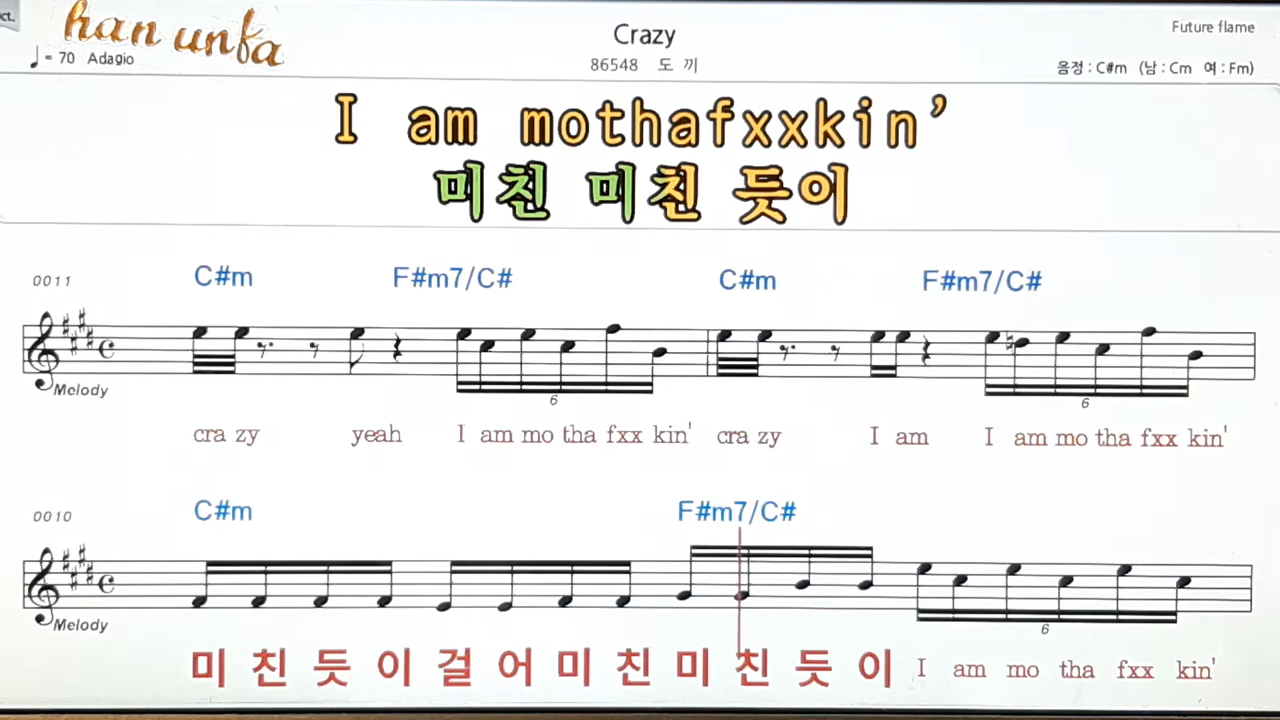 ct.
han unfa
Crazy
Future flame
♩= 70 Adagio
86548 도 끼
음정 : C#m (남 : Cm 여 : Fm)
I am mothafxxkin’
미친 미친 듯이
0011
C#m F#m7/C# C#m F#m7/C#
Melody
6 6
cra zy yeah I am mo tha fxx kin' cra zy I am I am mo tha fxx kin'
0010
C#m F#m7/C#
Melody
6
미 친 듯 이 걸 어 미 친 미 친 듯 이 I am mo tha fxx kin'